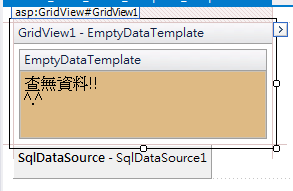 asp:GridView#GridView1
GridView1 - EmptyDataTemplate
EmptyDataTemplate
查無資料!!
^.^
SqlDataSource - SqlDataSource1